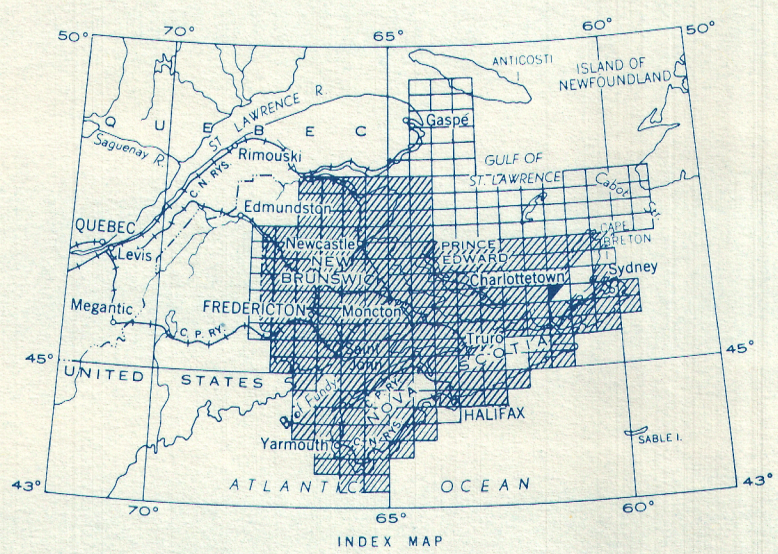 50° 70° 65° 60° 50°
ANTICOSTI
I.
ISLAND OF
NEWFOUNDLAND
QUEBEC
ST LAWRENCE R.
Gaspé
Saguenay R.
Rimouski
C N RYS.
GULF OF
ST. LAWRENCE
Cabot
Str
Edmundston
QUEBEC
Levis
Newcastle
NEW
BRUNSWICK
PRINCE
EDWARD
CAPE
BRETON
I
Charlottetown
Sydney
Megantic
FREDERICTON
Moncton
C. P. RY.
Truro
45° 45°
Saint
John
NOVA SCOTIA
UNITED STATES
B. of Fundy
C. P. RY.
HALIFAX
Yarmouth
C. N. RYS.
SABLE I.
ATLANTIC OCEAN
43° 43°
70° 65° 60°
INDEX MAP